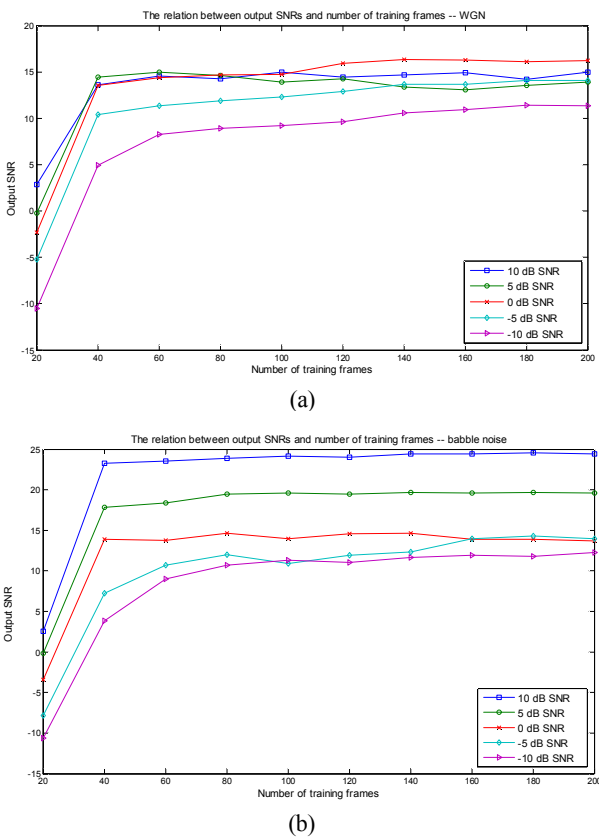 The relation between output SNRs and number of training frames -- WGN
20
15
10
5
0
-5
-10
-15
Output SNR
20 40 60 80 100 120 140 160 180 200
Number of training frames
10 dB SNR
5 dB SNR
0 dB SNR
-5 dB SNR
-10 dB SNR
(a)
The relation between output SNRs and number of training frames -- babble noise
25
20
15
10
5
0
-5
-10
-15
Output SNR
20 40 60 80 100 120 140 160 180 200
Number of training frames
10 dB SNR
5 dB SNR
0 dB SNR
-5 dB SNR
-10 dB SNR
(b)